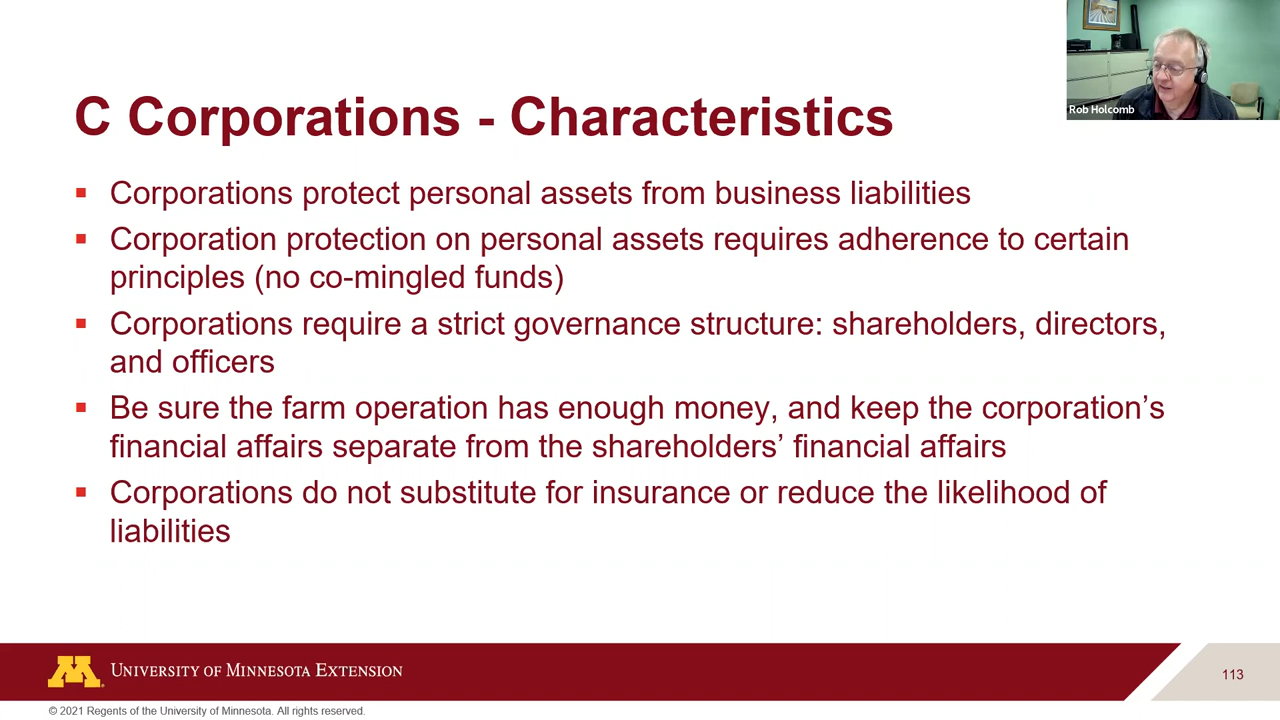 Rob Holcomb
C Corporations - Characteristics
▪ Corporations protect personal assets from business liabilities
▪ Corporation protection on personal assets requires adherence to certain
principles (no co-mingled funds)
▪ Corporations require a strict governance structure: shareholders, directors,
and officers
▪ Be sure the farm operation has enough money, and keep the corporation’s
financial affairs separate from the shareholders’ financial affairs
▪ Corporations do not substitute for insurance or reduce the likelihood of
liabilities
M University of Minnesota Extension
113
© 2021 Regents of the University of Minnesota. All rights reserved.